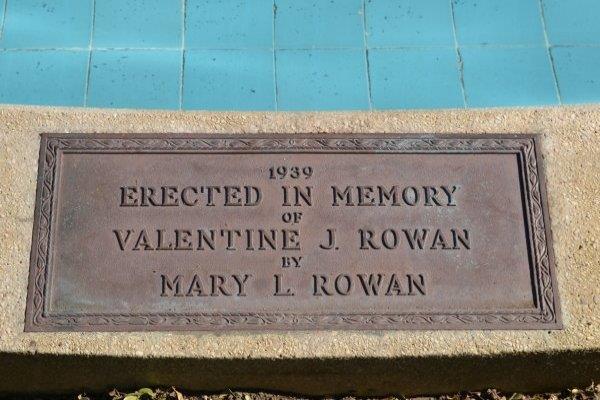 1939
ERECTED IN MEMORY
OF
VALENTINE J. ROWAN
BY
MARY L. ROWAN